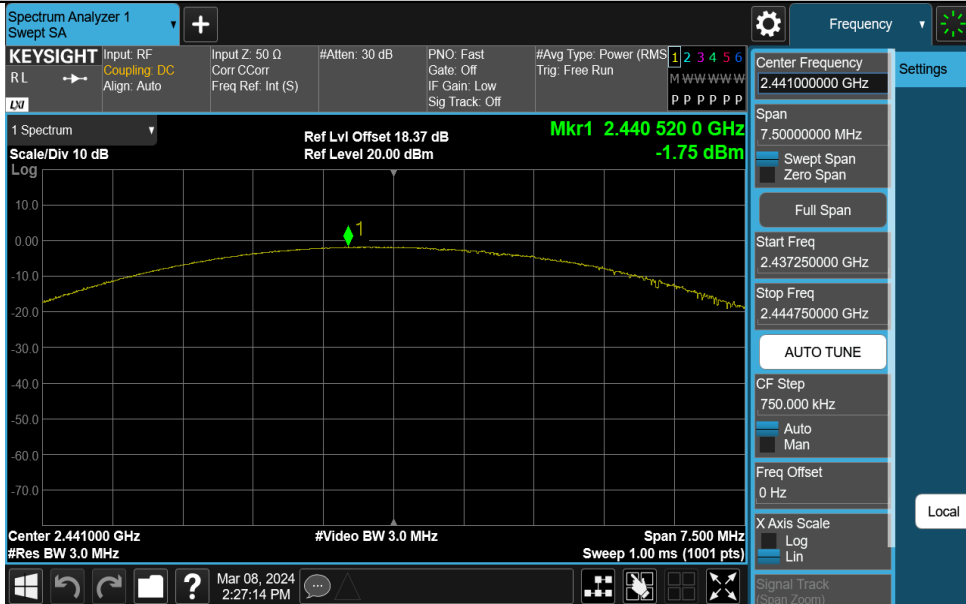 Spectrum Analyzer 1
Swept SA
+
Frequency
KEYSIGHT
RL
LXI
Input: RF
Coupling: DC
Align: Auto
Input Z: 50 Ω
Corr CCorr
Freq Ref: Int (S)
#Atten: 30 dB
PNO: Fast
Gate: Off
IF Gain: Low
Sig Track: Off
#Avg Type: Power (RMS
Trig: Free Run
1 2 3 4 5 6
M W W W W W
P P P P P P
1 Spectrum
Scale/Div 10 dB
Log
Ref Lvl Offset 18.37 dB
Ref Level 20.00 dBm
Mkr1 2.440 520 0 GHz
-1.75 dBm
10.0
0.00
-10.0
-20.0
-30.0
-40.0
-50.0
-60.0
-70.0
1
Center 2.441000 GHz
#Res BW 3.0 MHz
#Video BW 3.0 MHz
Span 7.500 MHz
Sweep 1.00 ms (1001 pts)
?
Mar 08, 2024
2:27:14 PM
Center Frequency
2.441000000 GHz
Span
7.50000000 MHz
Swept Span
Zero Span
Full Span
Start Freq
2.437250000 GHz
Stop Freq
2.444750000 GHz
AUTO TUNE
CF Step
750.000 kHz
Auto
Man
Freq Offset
0 Hz
X Axis Scale
Log
Lin
Signal Track
(Span Zoom)
Settings
Local